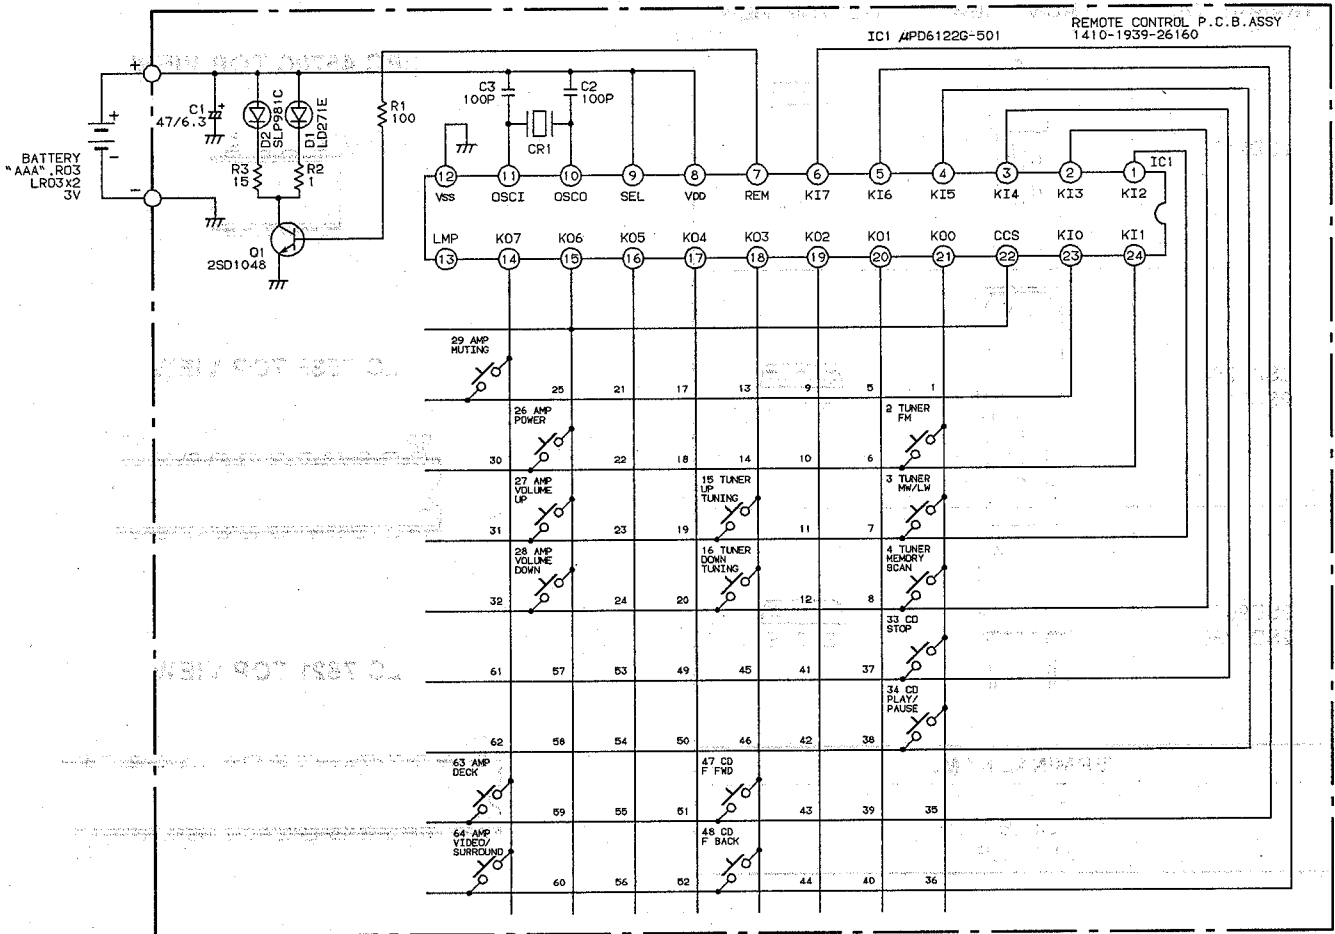 REMOTE CONTROL P.C.B.ASSY
IC1 μPD6122G-501 1410-1939-26160
+
C1
47/6.3
+
D2
SLP981C
D1
LD271E
R1
100
C3
100P
C2
100P
CR1
+
−
BATTERY
"AAA".R03
LR03X2
3V
−
R3
15
R2
1
Q1
2SD1048
IC1
12 11 10 9 8 7 6 5 4 3 2 1
VSS OSCI OSCO SEL VDD REM KI7 KI6 KI5 KI4 KI3 KI2
LMP KO7 KO6 KO5 KO4 KO3 KO2 KO1 KO0 CCS KI0 KI1
13 14 15 16 17 18 19 20 21 22 23 24
29 AMP
MUTING
25 21 17 13 9 5 1
26 AMP
POWER
2 TUNER
FM
30 22 18 14 10 6
27 AMP
VOLUME
UP
15 TUNER
UP
TUNING
3 TUNER
MW/LW
31 23 19 11 7
28 AMP
VOLUME
DOWN
16 TUNER
DOWN
TUNING
4 TUNER
MEMORY
SCAN
32 24 20 12 8
33 CD
STOP
61 57 53 49 45 41 37
34 CD
PLAY/
PAUSE
62 58 54 50 46 42 38
63 AMP
DECK
47 CD
F FWD
59 55 51 43 39 35
64 AMP
VIDEO/
SURROUND
48 CD
F BACK
60 56 52 44 40 36